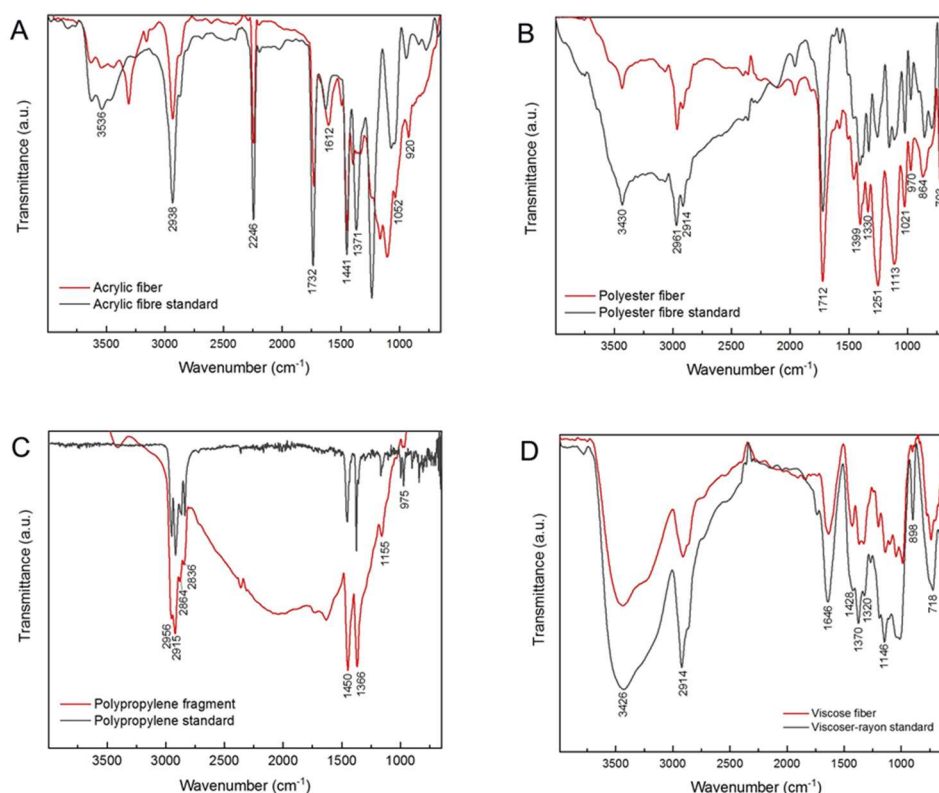 A
Transmittance (a.u.)
3536
2938
2246
1732
1612
1441
1371
1052
920
Acrylic fiber
Acrylic fibre standard
3500 3000 2500 2000 1500 1000
Wavenumber (cm-1)
B
Transmittance (a.u.)
3430
2961
2914
1712
1399
1330
1251
1113
1021
970
864
Polyester fiber
Polyester fibre standard
3500 3000 2500 2000 1500 1000
Wavenumber (cm-1)
C
Transmittance (a.u.)
2956
2915
2864
2836
1450
1366
1155
975
Polypropylene fragment
Polypropylene standard
3500 3000 2500 2000 1500 1000
Wavenumber (cm-1)
D
Transmittance (a.u.)
3426
2914
1646
1428
1370
1320
1146
898
718
Viscose fiber
Viscoser-rayon standard
3500 3000 2500 2000 1500 1000
Wavenumber (cm-1)